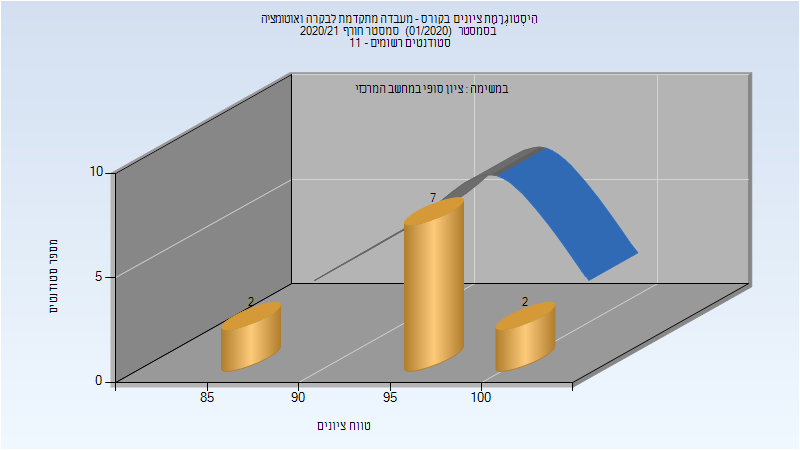 היסטוגרמת ציונים בקורס - מעבדה מתקדמת לבקרה ואוטומציה
בסמסטר (01/2020) סמסטר חורף 2020/21
סטודנטים רשומים - 11
במשימה : ציון סופי במחשב המרכזי
10
5
0
מספר סטודנטים
2
7
2
85
90
95
100
טווח ציונים